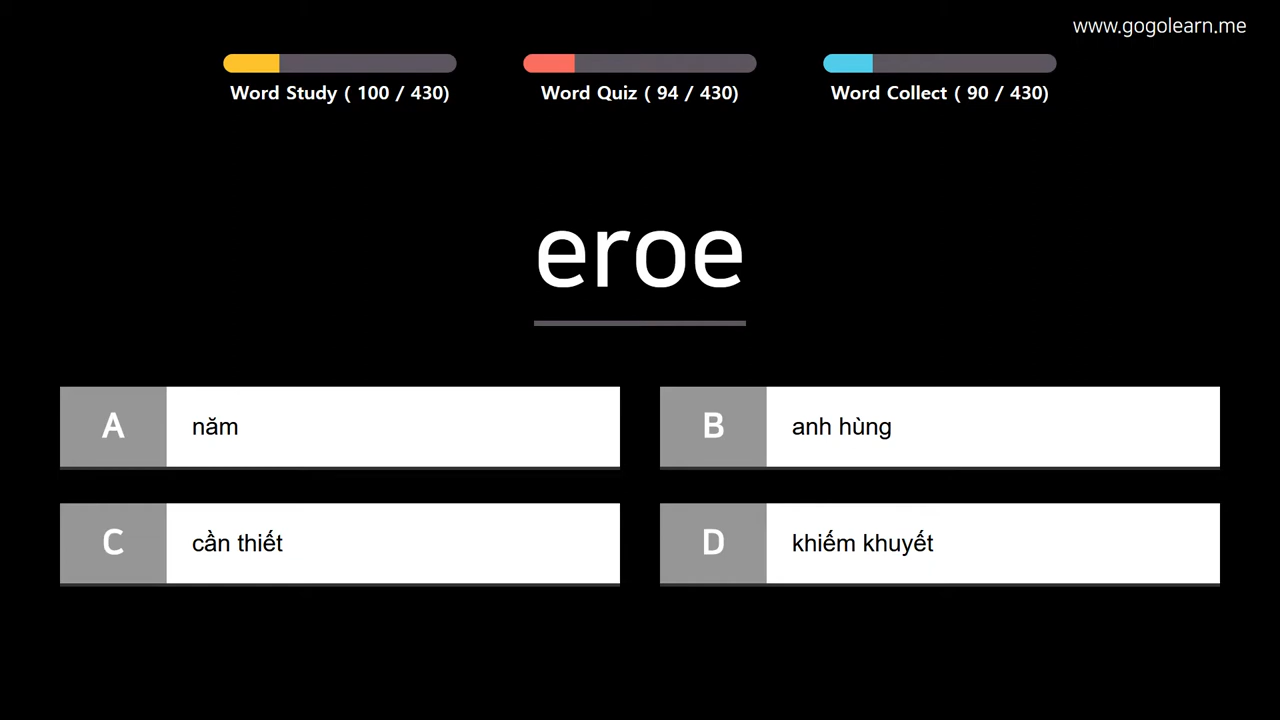 www.gogolearn.me
Word Study ( 100 / 430)
Word Quiz ( 94 / 430)
Word Collect ( 90 / 430)
eroe
A năm
B anh hùng
C cần thiết
D khiếm khuyết